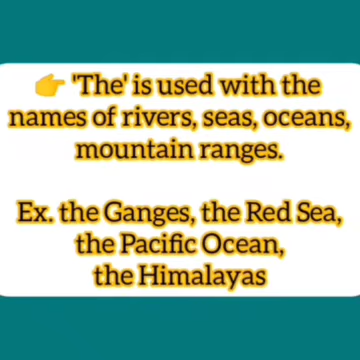 👉 'The' is used with the
names of rivers, seas, oceans,
mountain ranges.
Ex. the Ganges, the Red Sea,
the Pacific Ocean,
the Himalayas